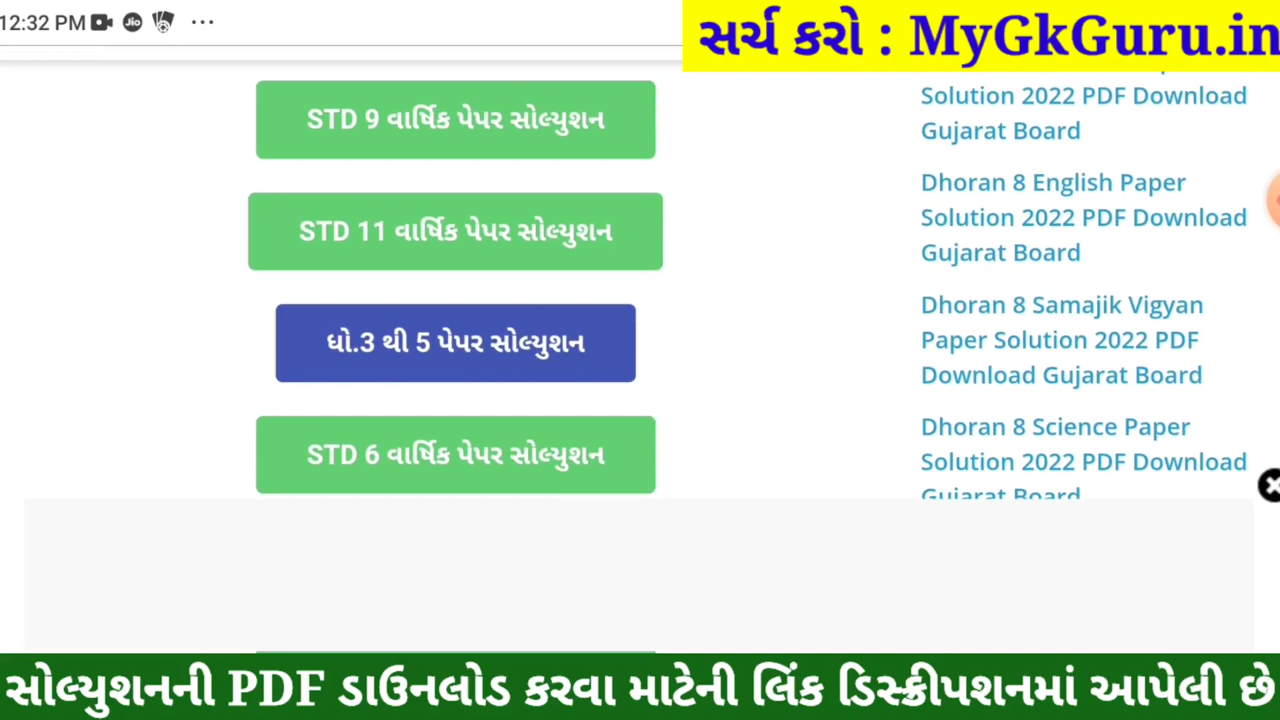 12:32 PM
સર્ચ કરો : MyGkGuru.in
STD 9 વાર્ષિક પેપર સોલ્યુશન
STD 11 વાર્ષિક પેપર સોલ્યુશન
ધો.3 થી 5 પેપર સોલ્યુશન
STD 6 વાર્ષિક પેપર સોલ્યુશન
Solution 2022 PDF Download
Gujarat Board
Dhoran 8 English Paper
Solution 2022 PDF Download
Gujarat Board
Dhoran 8 Samajik Vigyan
Paper Solution 2022 PDF
Download Gujarat Board
Dhoran 8 Science Paper
Solution 2022 PDF Download
Gujarat Board
સોલ્યુશનની PDF ડાઉનલોડ કરવા માટેની લિંક ડિસ્ક્રીપશનમાં આપેલી છે